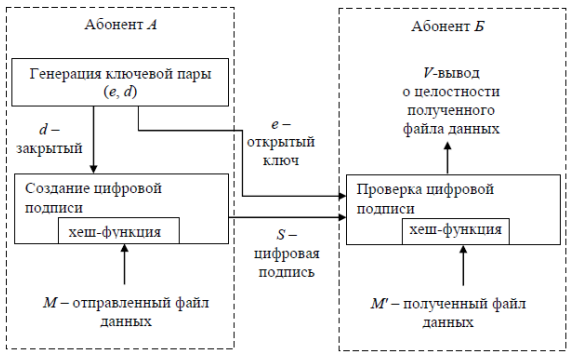 Абонент А
Генерация ключевой пары
(e, d)
d –
закрытый
e –
открытый
ключ
Создание цифровой
подписи
хеш-функция
S –
цифровая
подпись
M – отправленный файл
данных
Абонент Б
V-вывод
о целостности
полученного
файла данных
Проверка цифровой
подписи
хеш-функция
M' – полученный файл
данных